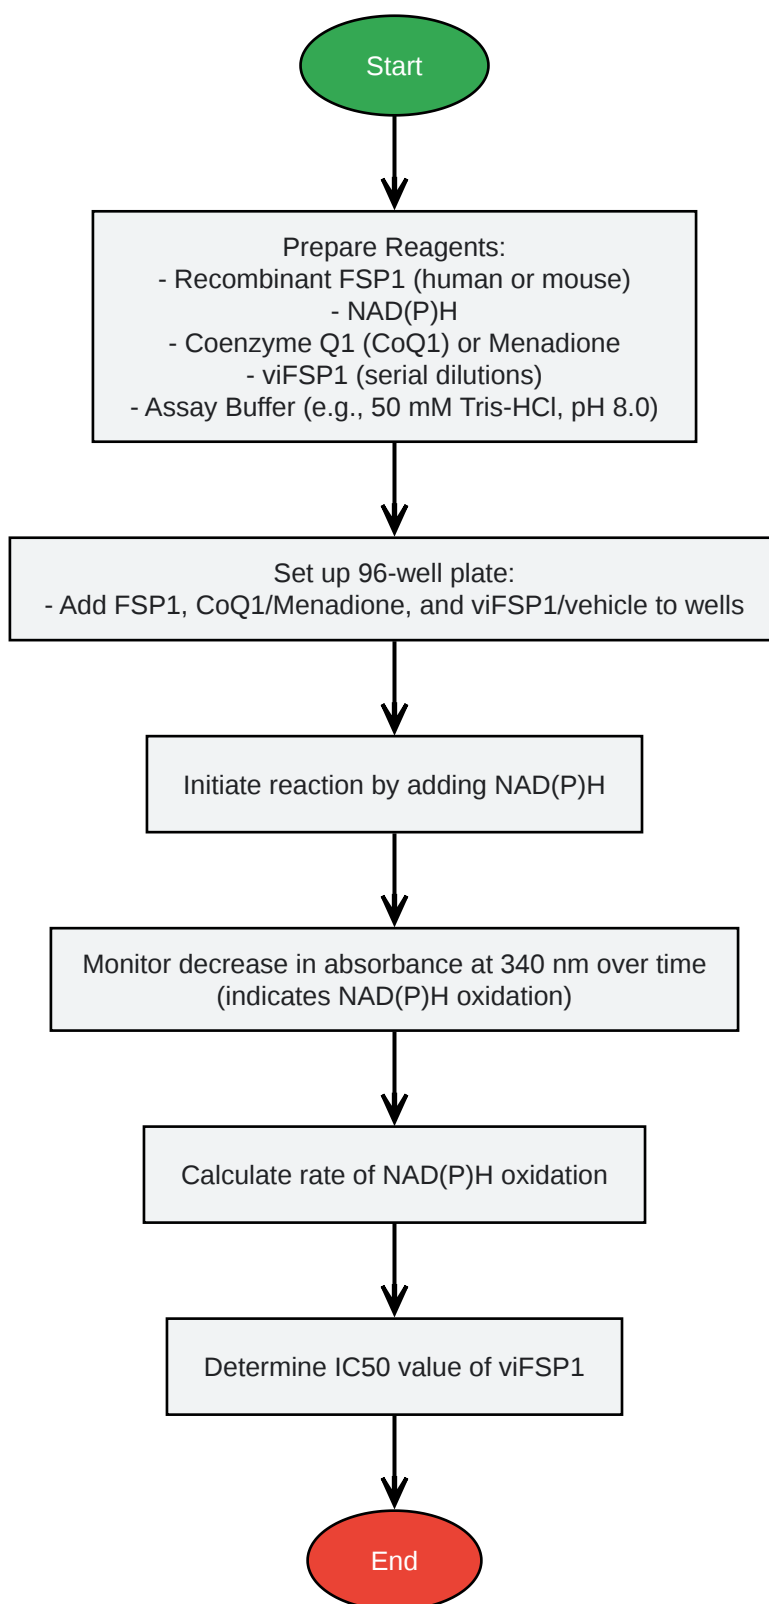 Start
Prepare Reagents:
- Recombinant FSP1 (human or mouse)
- NAD(P)H
- Coenzyme Q1 (CoQ1) or Menadione
- viFSP1 (serial dilutions)
- Assay Buffer (e.g., 50 mM Tris-HCl, pH 8.0)
Set up 96-well plate:
- Add FSP1, CoQ1/Menadione, and viFSP1/vehicle to wells
Initiate reaction by adding NAD(P)H
Monitor decrease in absorbance at 340 nm over time
(indicates NAD(P)H oxidation)
Calculate rate of NAD(P)H oxidation
Determine IC50 value of viFSP1
End